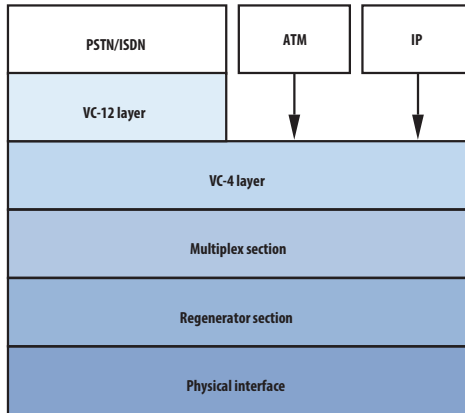 PSTN/ISDN
ATM
IP
VC-12 layer
VC-4 layer
Multiplex section
Regenerator section
Physical interface